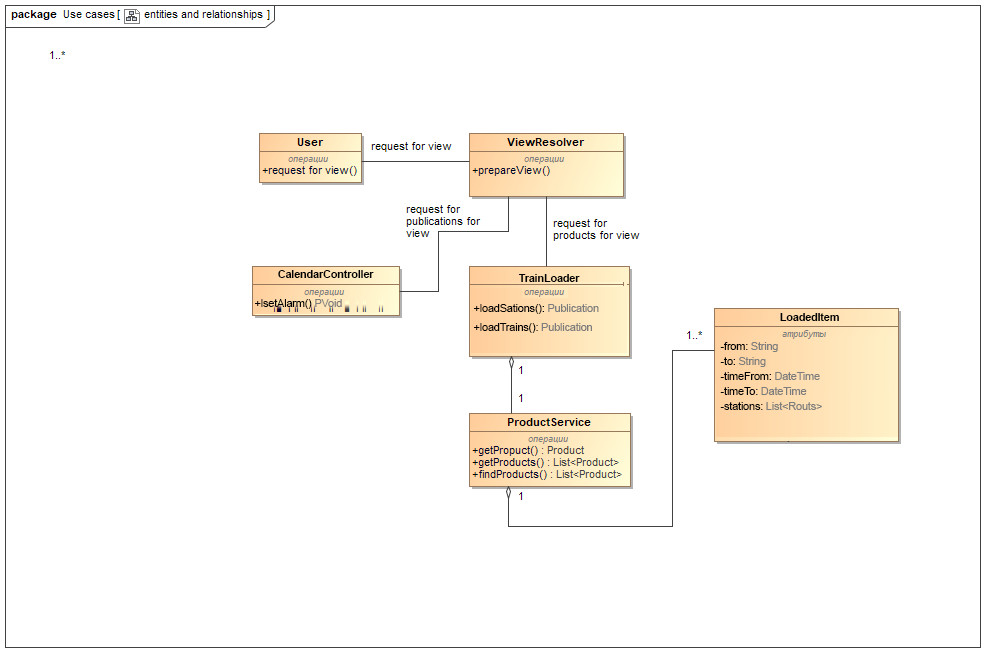 package Use cases [ entities and relationships ]
1..*
User
операции
+request for view()
request for view
ViewResolver
операции
+prepareView()
request for
publications for
view
request for
products for view
CalendarController
операции
+lsetAlarm() PVoid
TrainLoader
операции
+loadSations(): Publication
+loadTrains(): Publication
1
1
ProductService
операции
+getPropuct() : Product
+getProducts() : List<Product>
+findProducts() : List<Product>
1
1..*
LoadedItem
атрибуты
-from: String
-to: String
-timeFrom: DateTime
-timeTo: DateTime
-stations: List<Routs>